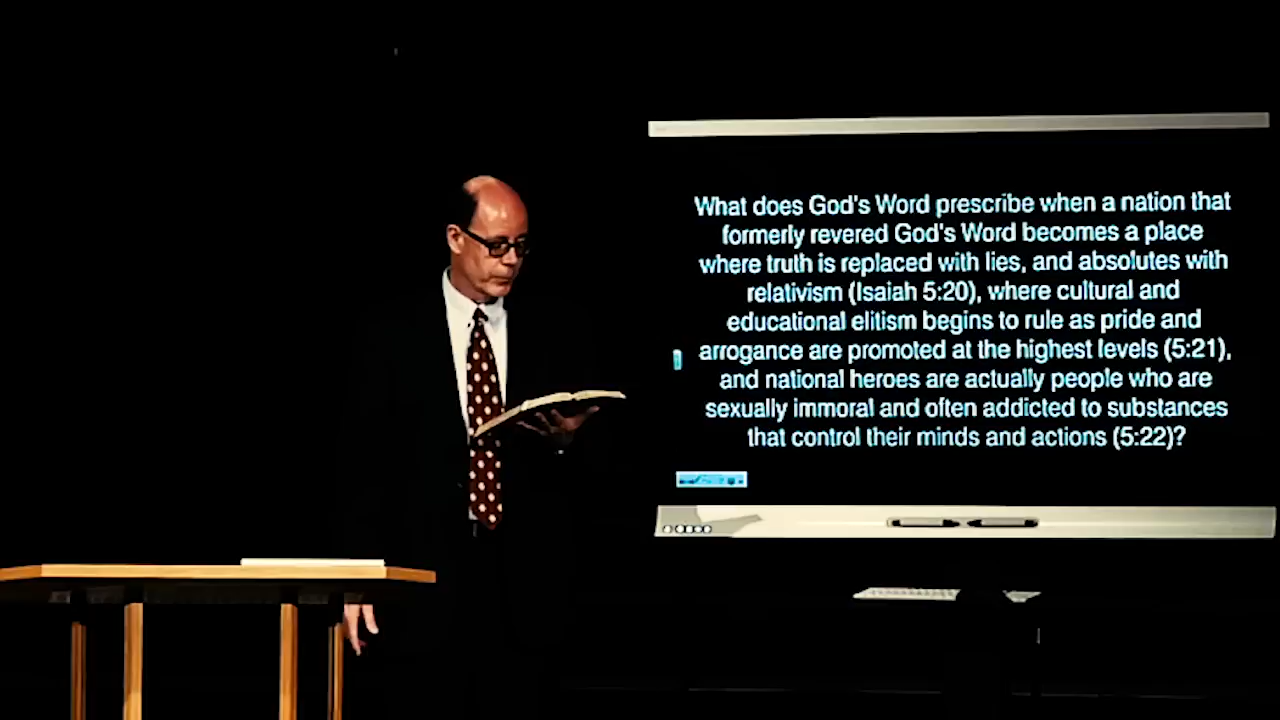 What does God's Word prescribe when a nation that
formerly revered God's Word becomes a place
where truth is replaced with lies, and absolutes with
relativism (Isaiah 5:20), where cultural and
educational elitism begins to rule as pride and
arrogance are promoted at the highest levels (5:21),
and national heroes are actually people who are
sexually immoral and often addicted to substances
that control their minds and actions (5:22)?